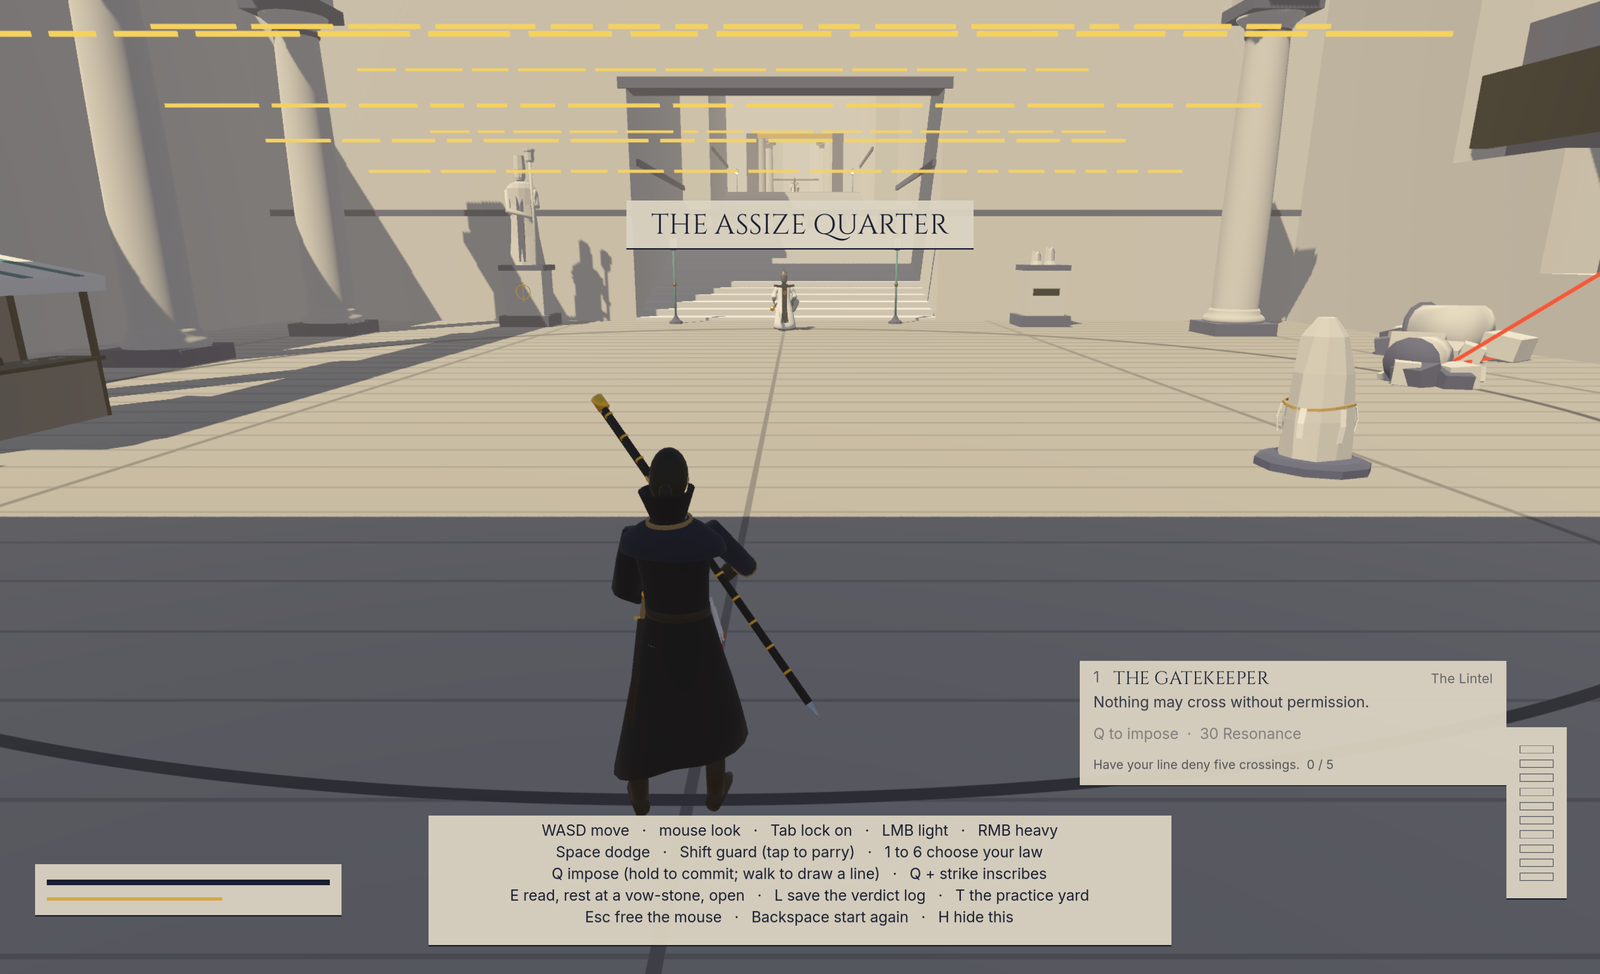 THE ASSIZE QUARTER
1 THE GATEKEEPER The Lintel
Nothing may cross without permission.
Q to impose · 30 Resonance
Have your line deny five crossings. 0 / 5
WASD move · mouse look · Tab lock on · LMB light · RMB heavy
Space dodge · Shift guard (tap to parry) · 1 to 6 choose your law
Q impose (hold to commit; walk to draw a line) · Q + strike inscribes
E read, rest at a vow-stone, open · L save the verdict log · T the practice yard
Esc free the mouse · Backspace start again · H hide this